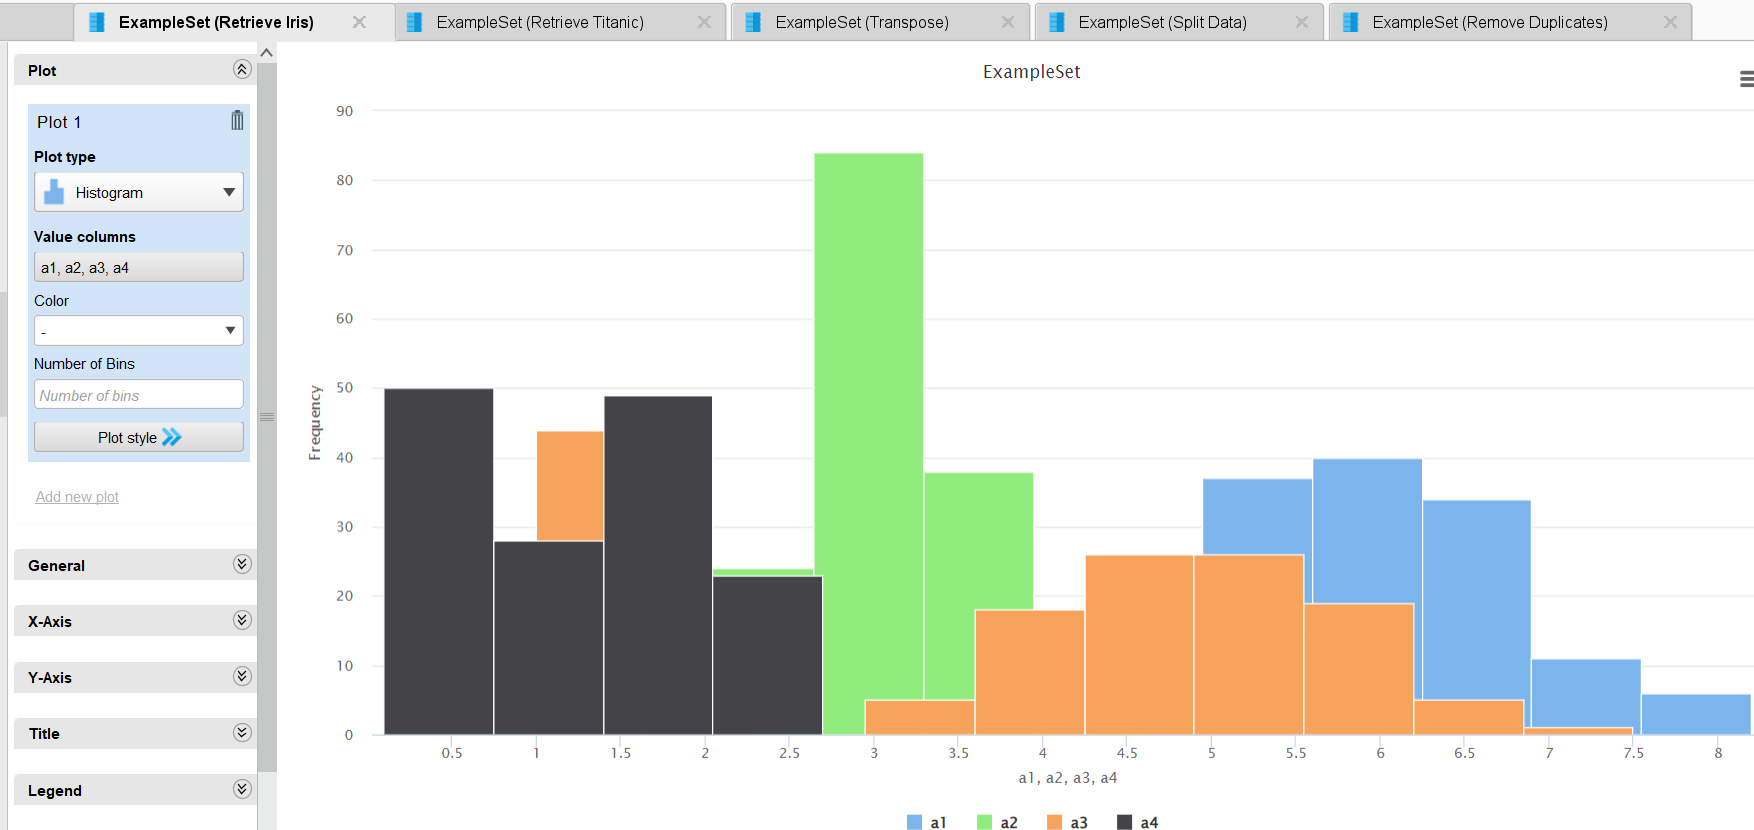 ExampleSet (Retrieve Iris)
ExampleSet (Retrieve Titanic)
ExampleSet (Transpose)
ExampleSet (Split Data)
ExampleSet (Remove Duplicates)
Plot
Plot 1
Plot type
Histogram
Value columns
a1, a2, a3, a4
Color
-
Number of Bins
Number of bins
Plot style
Add new plot
General
X-Axis
Y-Axis
Title
Legend
ExampleSet
Frequency
90
80
70
60
50
40
30
20
10
0
0.5 1 1.5 2 2.5 3 3.5 4 4.5 5 5.5 6 6.5 7 7.5 8
a1, a2, a3, a4
a1 a2 a3 a4